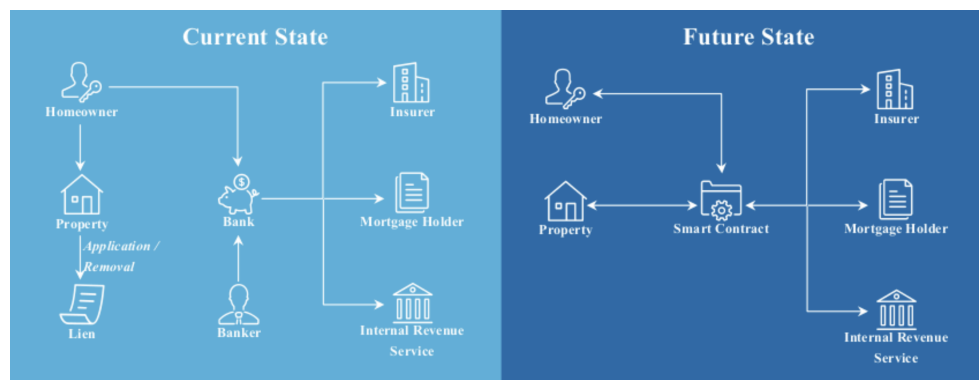 Current State
Homeowner
Insurer
Property
Bank
Mortgage Holder
Application /
Removal
Lien
Banker
Internal Revenue
Service
Future State
Homeowner
Insurer
Property
Smart Contract
Mortgage Holder
Internal Revenue
Service